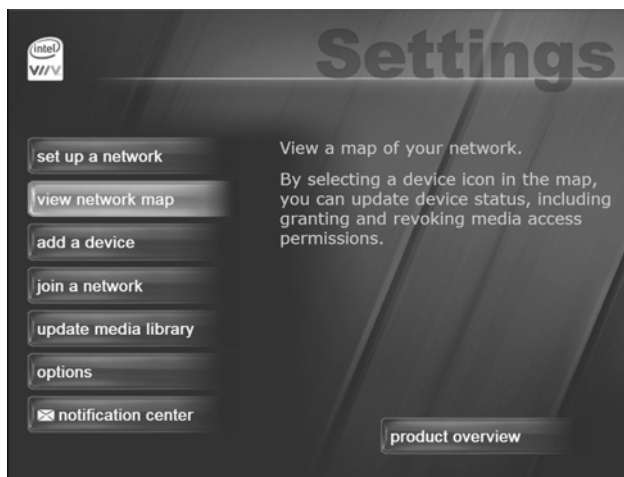 intel
VIIV
Settings
set up a network
view network map
add a device
join a network
update media library
options
notification center
View a map of your network.
By selecting a device icon in the map,
you can update device status, including
granting and revoking media access
permissions.
product overview